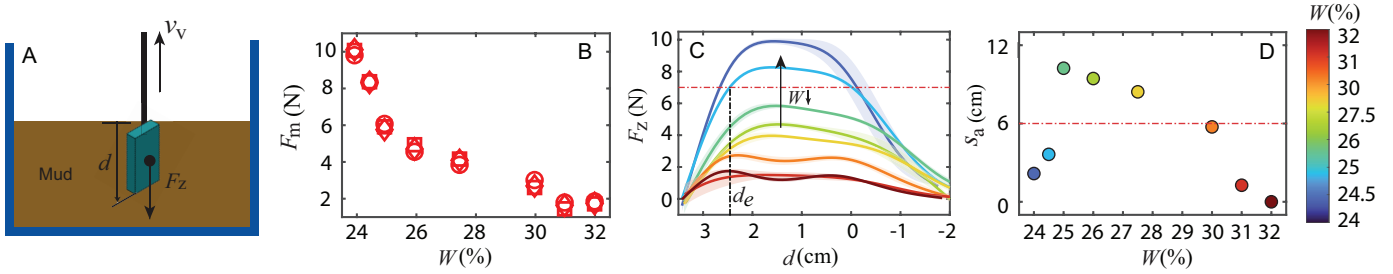 A
v_v
d
F_z
Mud
B
F_m (N)
10
8
6
4
2
24 26 28 30 32
W(%)
C
F_z (N)
10
8
6
4
2
0
W↓
d_e
3 2 1 0 -1 -2
d(cm)
D
S_a (cm)
12
6
0
24 25 26 27 28 29 30 31 32
W(%)
W(%)
32
31
30
27.5
26
25
24.5
24